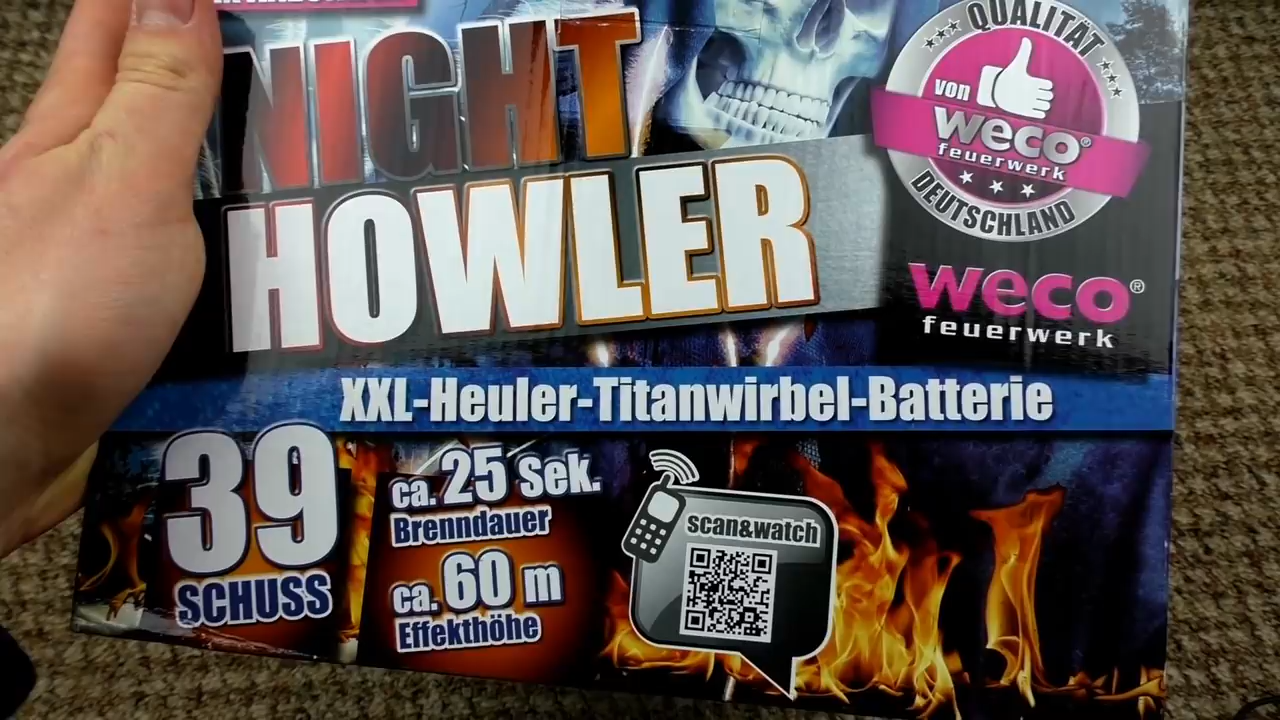 NIGHT
HOWLER
QUALITÄT
von
weco®
feuerwerk
DEUTSCHLAND
weco®
feuerwerk
XXL-Heuler-Titanwirbel-Batterie
39
SCHUSS
ca. 25 Sek.
Brenndauer
ca. 60 m
Effekthöhe
scan&watch